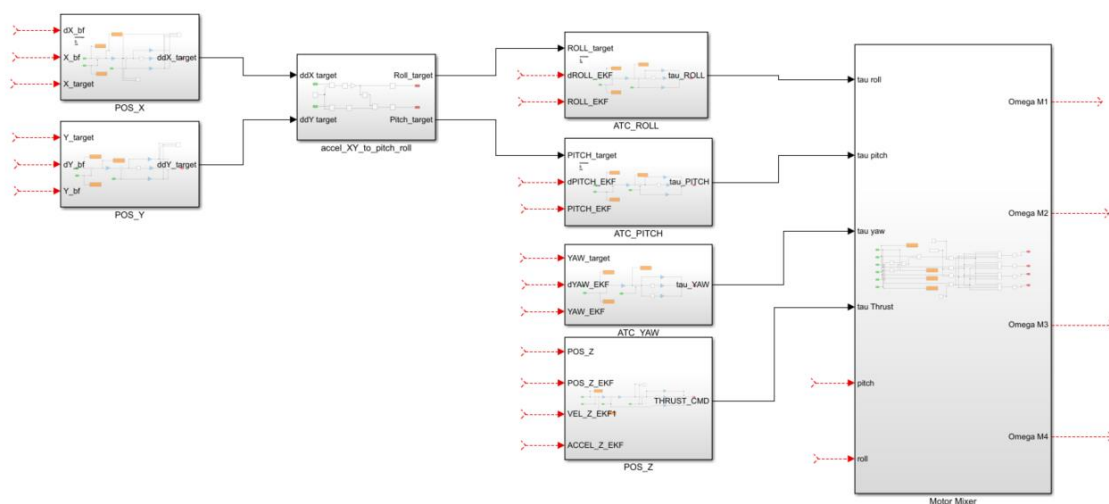 dX_bf
X_bf
X_target
ddX_target
POS_X
Y_target
dY_bf
Y_bf
ddY_target
POS_Y
ddX target
ddY target
Roll_target
Pitch_target
accel_XY_to_pitch_roll
ROLL_target
dROLL_EKF
ROLL_EKF
tau_ROLL
ATC_ROLL
PITCH_target
dPITCH_EKF
PITCH_EKF
tau_PITCH
ATC_PITCH
YAW_target
dYAW_EKF
YAW_EKF
tau_YAW
ATC_YAW
POS_Z
POS_Z_EKF
VEL_Z_EKF1
ACCEL_Z_EKF
THRUST_CMD
POS_Z
tau roll
tau pitch
tau yaw
tau Thrust
pitch
roll
Omega M1
Omega M2
Omega M3
Omega M4
Motor Mixer